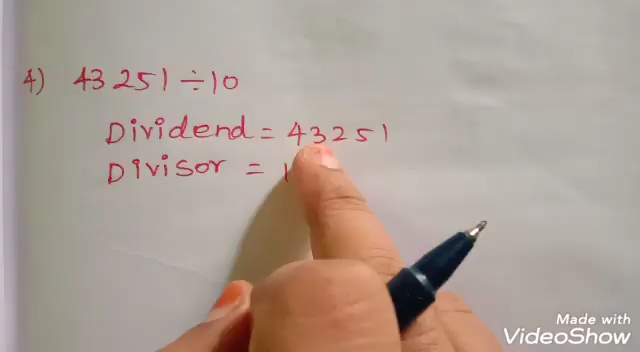 4) 43251 ÷ 10
Dividend = 43251
Divisor = 1
Made with
VideoShow